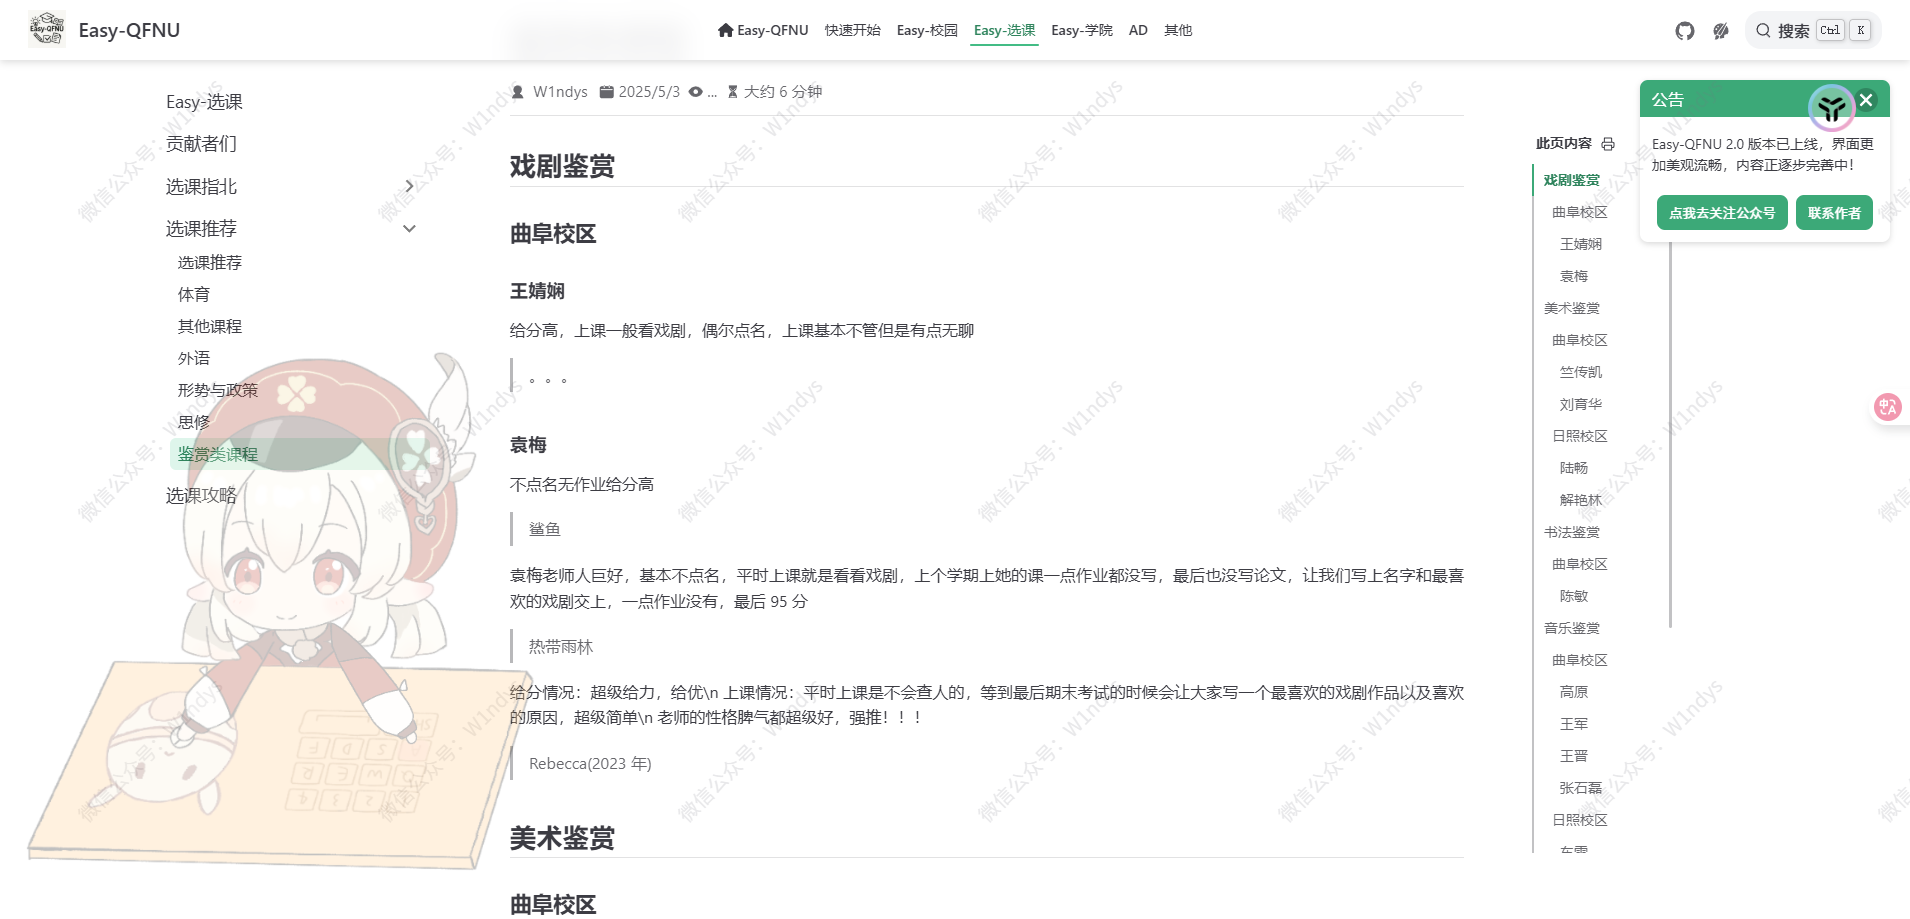 Easy-QFNU
Easy-QFNU
快速开始
Easy-校园
Easy-选课
Easy-学院
AD
其他
搜索
Ctrl
K
Easy-选课
贡献者们
选课指北
选课推荐
选课推荐
体育
其他课程
外语
形势与政策
思修
鉴赏类课程
选课攻略
W1ndys 2025/5/3 ... 大约 6 分钟
戏剧鉴赏
曲阜校区
王婧娴
给分高，上课一般看戏剧，偶尔点名，上课基本不管但是有点无聊
。。。
袁梅
不点名无作业给分高
鲨鱼
袁梅老师人巨好，基本不点名，平时上课就是看看戏剧，上个学期上她的课一点作业都没写，最后也没写论文，让我们写上名字和最喜
欢的戏剧交上，一点作业没有，最后 95 分
热带雨林
给分情况：超级给力，给优\n 上课情况：平时上课是不会查人的，等到最后期末考试的时候会让大家写一个最喜欢的戏剧作品以及喜欢
的原因，超级简单\n 老师的性格脾气都超级好，强推！！！
Rebecca(2023 年)
美术鉴赏
曲阜校区
此页内容
戏剧鉴赏
曲阜校区
王婧娴
袁梅
美术鉴赏
曲阜校区
竺传凯
刘育华
日照校区
陆畅
解艳林
书法鉴赏
曲阜校区
陈敏
音乐鉴赏
曲阜校区
高原
王军
王晋
张石磊
日照校区
公告
Easy-QFNU 2.0 版本已上线，界面更
加美观流畅，内容正逐步完善中！
点我去关注公众号
联系作者
微信公众号：W1ndys